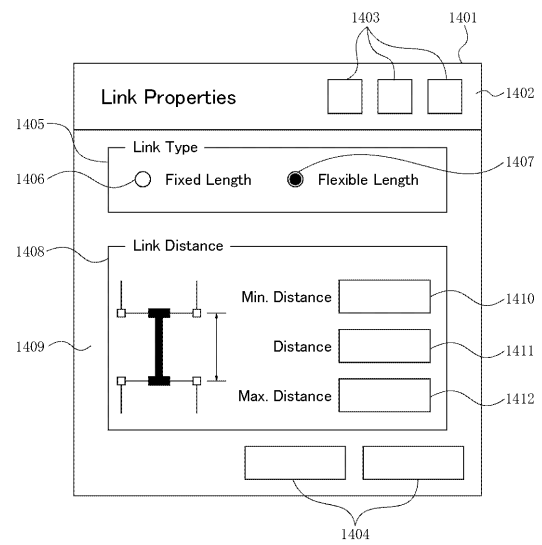 1403
1401
Link Properties
1402
1405
Link Type
1406
Fixed Length
Flexible Length
1407
1408
Link Distance
Min. Distance
1410
1409
Distance
1411
Max. Distance
1412
1404